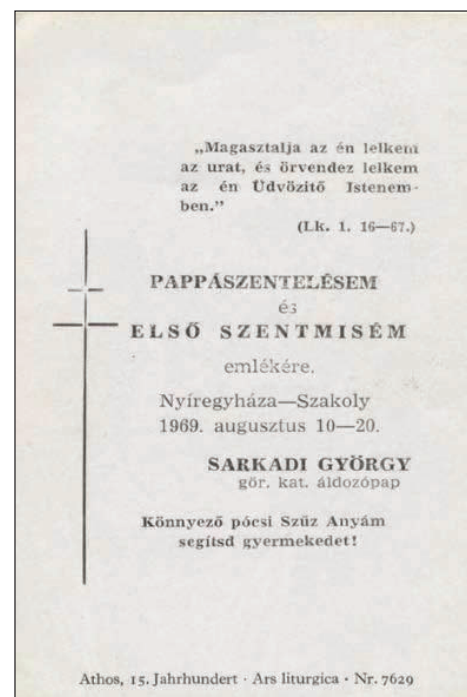 „Magasztalja az én lelkem
az urat, és örvendez lelkem
az én Üdvözitő Istenem-
ben.”
(Lk. 1. 16—67.)
PAPPÁSZENTELÉSEM
és
ELSŐ SZENTMISÉM
emlékére.
Nyíregyháza—Szakoly
1969. augusztus 10—20.
SARKADI GYÖRGY
gör. kat. áldozópap
Könnyező pócsi Szűz Anyám
segítsd gyermekedet!
Athos, 15. Jahrhundert · Ars liturgica · Nr. 7629